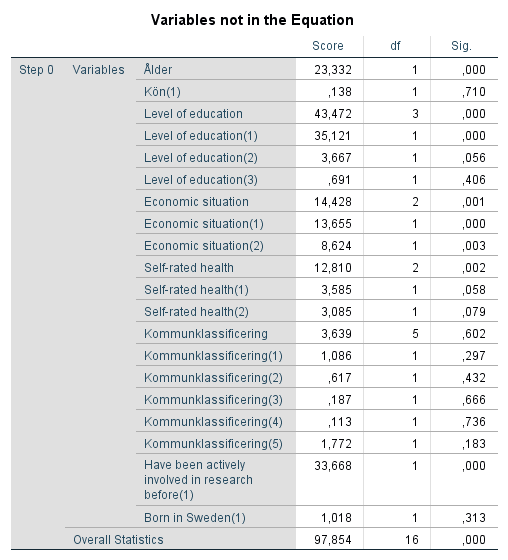 Variables not in the Equation
Score df Sig.
Step 0 Variables Ålder 23,332 1 ,000
Kön(1) ,138 1 ,710
Level of education 43,472 3 ,000
Level of education(1) 35,121 1 ,000
Level of education(2) 3,667 1 ,056
Level of education(3) ,691 1 ,406
Economic situation 14,428 2 ,001
Economic situation(1) 13,655 1 ,000
Economic situation(2) 8,624 1 ,003
Self-rated health 12,810 2 ,002
Self-rated health(1) 3,585 1 ,058
Self-rated health(2) 3,085 1 ,079
Kommunklassificering 3,639 5 ,602
Kommunklassificering(1) 1,086 1 ,297
Kommunklassificering(2) ,617 1 ,432
Kommunklassificering(3) ,187 1 ,666
Kommunklassificering(4) ,113 1 ,736
Kommunklassificering(5) 1,772 1 ,183
Have been actively 33,668 1 ,000
involved in research
before(1)
Born in Sweden(1) 1,018 1 ,313
Overall Statistics 97,854 16 ,000